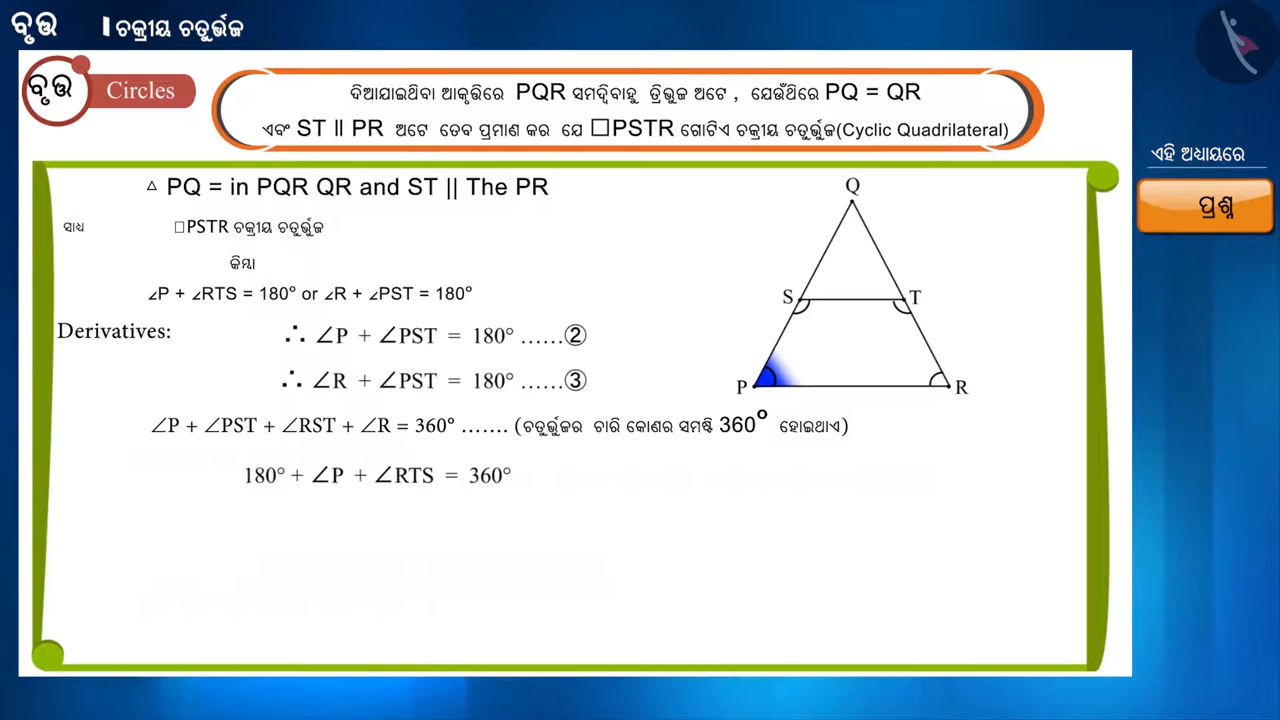 ବୃତ୍ତ
ଚକ୍ରୀୟ ଚତୁର୍ଭୁଜ
ବୃତ୍ତ Circles
ଦିଆଯାଇଥିବା ଆକୃତିରେ PQR ସମଦ୍ୱିବାହୁ ତ୍ରିଭୁଜ ଅଟେ , ଯେଉଁଥିରେ PQ = QR
ଏବଂ ST ll PR ଅଟେ ତେବ ପ୍ରମାଣ କର ଯେ □PSTR ଗୋଟିଏ ଚକ୍ରୀୟ ଚତୁର୍ଭୁଜ(Cyclic Quadrilateral)
ଏହି ଅଧ୍ୟାୟରେ
ପ୍ରଶ୍ନ
△ PQ = in PQR QR and ST || The PR
ସାଧ୍ୟ □PSTR ଚକ୍ରୀୟ ଚତୁର୍ଭୁଜ
କିମ୍ବା
∠P + ∠RTS = 180° or ∠R + ∠PST = 180°
Derivatives: ∴ ∠P + ∠PST = 180° ......②
∴ ∠R + ∠PST = 180° ......③
∠P + ∠PST + ∠RST + ∠R = 360° ....... (ଚତୁର୍ଭୁଜର ଚାରି କୋଣର ସମଷ୍ଟି 360° ହୋଇଥାଏ)
180° + ∠P + ∠RTS = 360°
Q
S T
P R